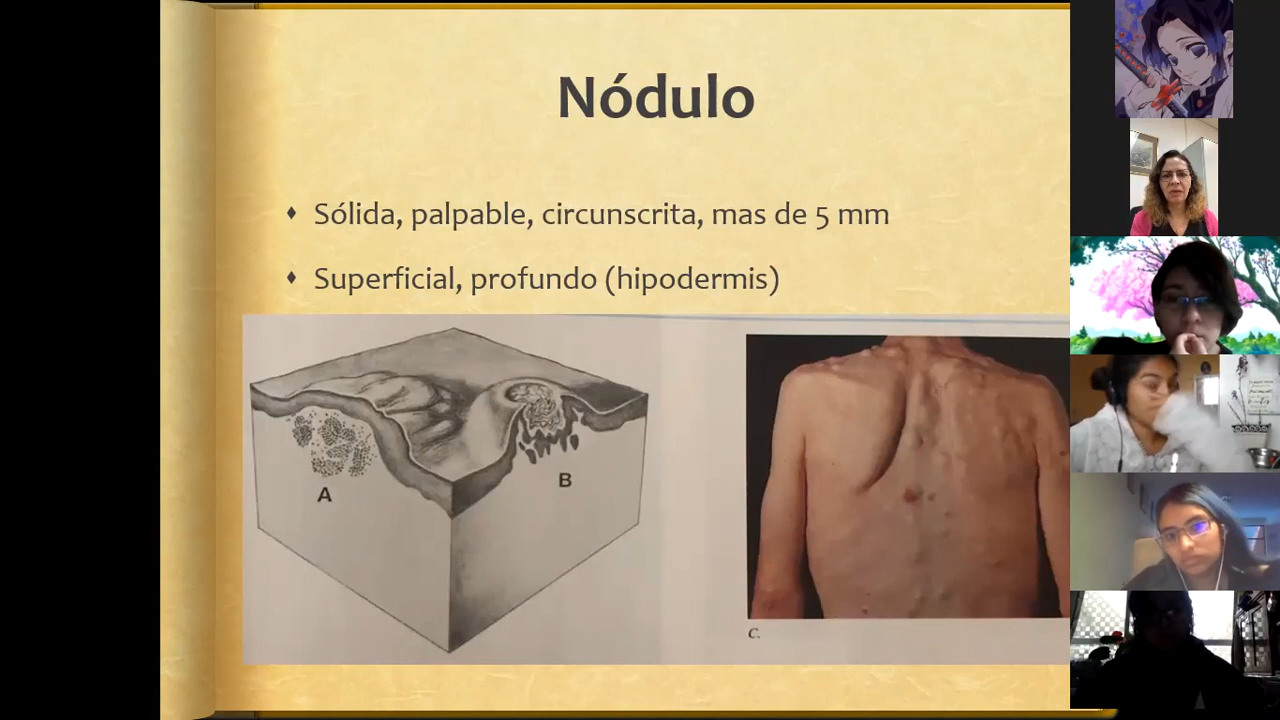 Nódulo
Sólida, palpable, circunscrita, mas de 5 mm
Superficial, profundo (hipodermis)
A
B
C.